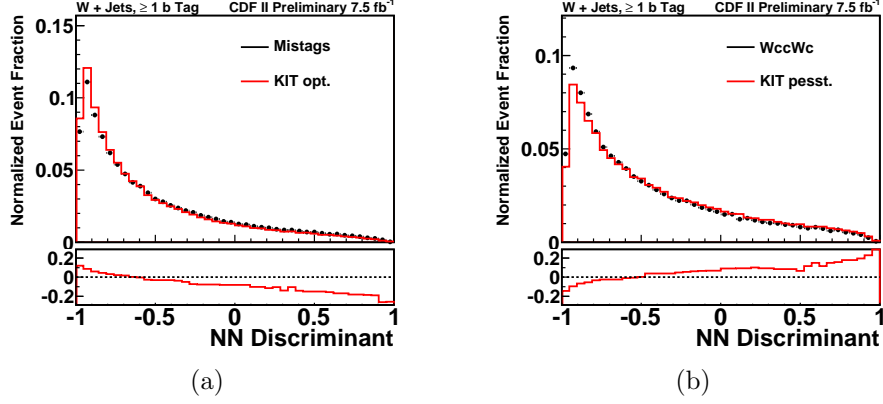 W + Jets, ≥ 1 b Tag CDF II Preliminary 7.5 fb⁻¹
Normalized Event Fraction
0.15
0.1
0.05
0
Mistags
KIT opt.
0.2
0
-0.2
-1 -0.5 0 0.5 1
NN Discriminant
(a)
W + Jets, ≥ 1 b Tag CDF II Preliminary 7.5 fb⁻¹
Normalized Event Fraction
0.1
0.05
0
WccWc
KIT pesst.
0.2
0
-0.2
-1 -0.5 0 0.5 1
NN Discriminant
(b)